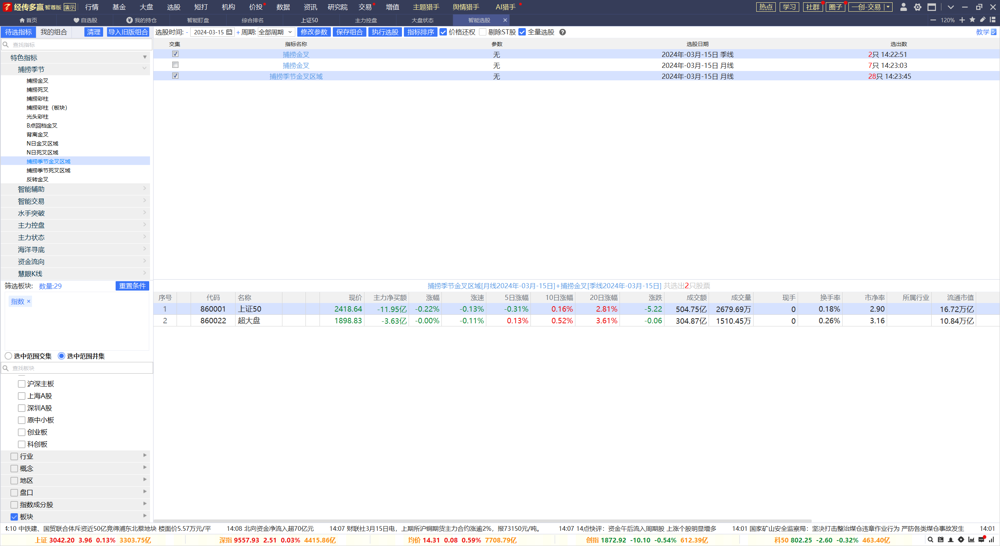 经传多赢 智尊版 演示 行情 基金 大盘 选股 短打 机构 价投 数据 资讯 研究院 交易 增值 主题猎手 舆情猎手 AI猎手 热点 学习 社群 圈子 一创-交易
首页 自选股 我的持仓 智能盯盘 综合排名 上证50 主力控盘 大盘状态 智能选股 120%
待选指标 我的组合 清理 导入旧版组合 选股时间: - 2024-03-15 + 周期: 全部周期 修改参数 保存组合 执行选股 指标排序 价格还权 剔除ST股 全量选股 教学
查找指标
交集 指标名称 参数 选股日期 选出数
捕捞金叉 无 2024年-03月-15日 季线 2只 14:22:51
捕捞金叉 无 2024年-03月-15日 月线 7只 14:23:03
捕捞季节金叉区域 无 2024年-03月-15日 月线 28只 14:23:45
特色指标
捕捞季节
捕捞金叉
捕捞死叉
捕捞彩柱
捕捞彩柱（板块）
光头彩柱
B点回档金叉
背离金叉
N日金叉区域
N日死叉区域
捕捞季节金叉区域
捕捞季节死叉区域
反转金叉
智能辅助
智能交易
水手突破
主力控盘
主力状态
海洋寻底
资金流向
慧眼K线
筛选板块: 数量:29 重置条件
指数 ×
选中范围交集 选中范围并集
查找板块
沪深主板
上海A股
深圳A股
原中小板
创业板
科创板
行业
概念
地区
盘口
指数成分股
板块
捕捞季节金叉区域[月线2024年-03月-15日]+捕捞金叉[季线2024年-03月-15日] 共选出2只股票
序号 代码 名称 现价 主力净买额 涨幅 涨速 5日涨幅 10日涨幅 20日涨幅 涨跌 成交额 成交量 现手 换手率 市净率 所属行业 流通市值
1 860001 上证50 2418.64 -11.95亿 -0.22% -0.13% -0.31% 0.16% 2.81% -5.22 504.75亿 2679.69万 0 0.18% 2.90 16.72万亿
2 860022 超大盘 1898.83 -3.63亿 -0.00% -0.11% 0.13% 0.52% 3.61% -0.06 304.87亿 1510.45万 0 0.26% 3.16 10.84万亿
4:10 中铁建、国贸联合体斥资近50亿竞得浦东北蔡地块 楼面价5.57万元/平 14:08 北向资金净流入超70亿元 14:07 财联社3月15日电，上期所沪铜期货主力合约涨逾2%，报73150元/吨。 14:07 14点快评：资金午后流入周期股 上涨个股明显增多 14:01 国家矿山安全监察局：坚决打击整治煤仓违章作业行为 严防各类煤仓事故发生 14:01
上证 3042.20 3.96 0.13% 3303.75亿 深指 9557.93 2.51 0.03% 4415.86亿 均价 14.31 0.08 0.59% 7708.79亿 创指 1872.92 -10.10 -0.54% 612.39亿 科50 802.25 -2.60 -0.32% 463.40亿